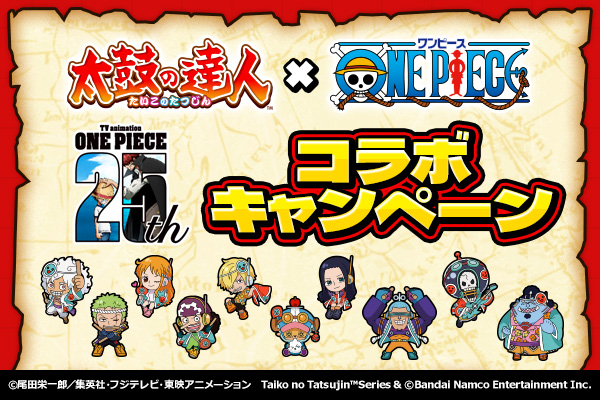 太鼓の達人
たいこのたつじん
TM
×
ワンピース
ONE PIECE
TV animation
ONE PIECE
25th
コラボ
キャンペーン
©尾田栄一郎／集英社・フジテレビ・東映アニメーション Taiko no Tatsujin™Series & ©Bandai Namco Entertainment Inc.